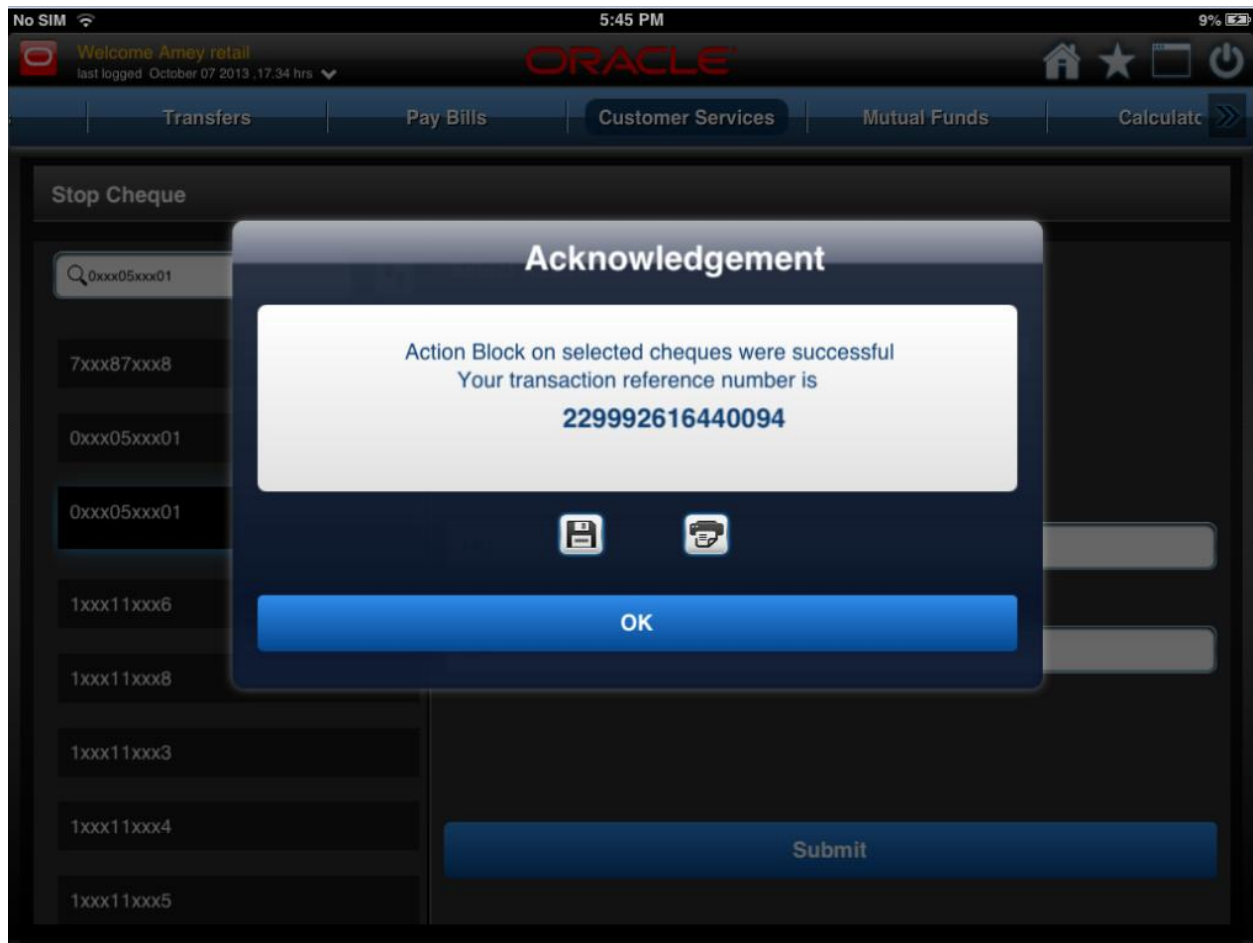 No SIM 5:45 PM 9%
Welcome Amey retail
last logged October 07 2013 ,17.34 hrs
ORACLE
Transfers Pay Bills Customer Services Mutual Funds Calculatc
Stop Cheque
0xxx05xxx01
7xxx87xxx8
0xxx05xxx01
0xxx05xxx01
1xxx11xxx6
1xxx11xxx8
1xxx11xxx3
1xxx11xxx4
1xxx11xxx5
Acknowledgement
Action Block on selected cheques were successful
Your transaction reference number is
229992616440094
OK
Submit